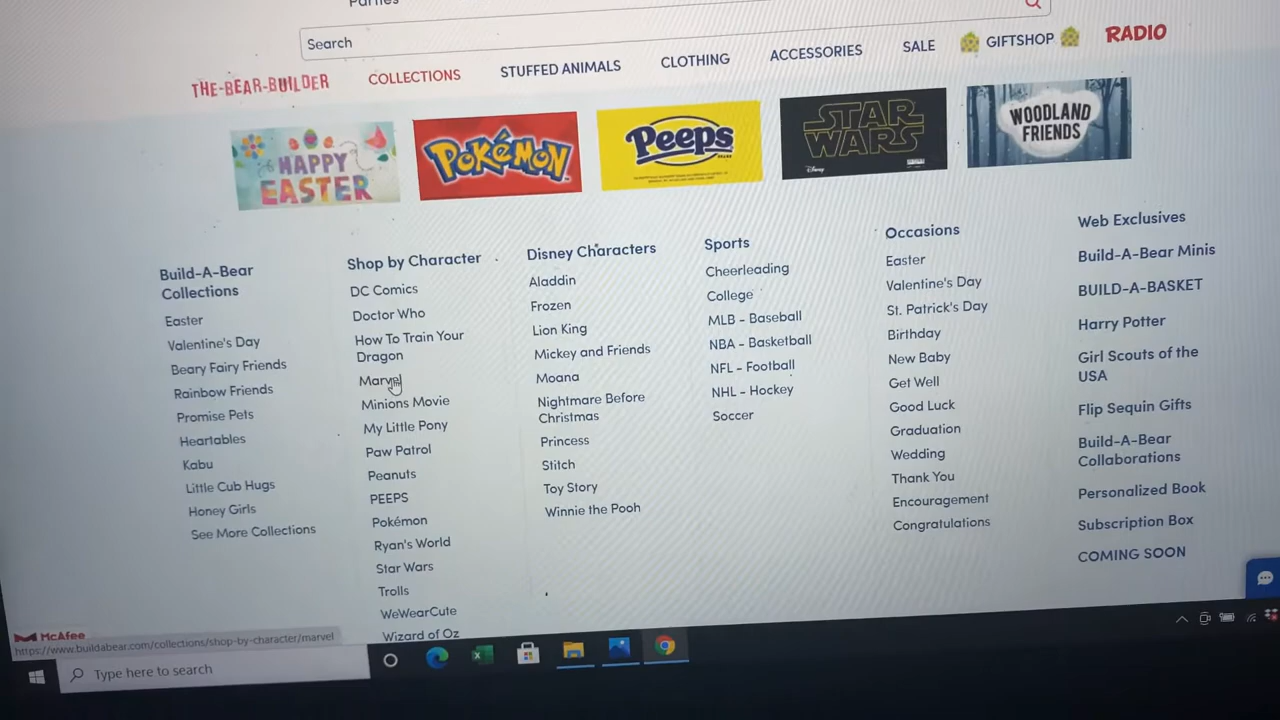 Parties
Search
THE-BEAR-BUILDER
COLLECTIONS
STUFFED ANIMALS
CLOTHING
ACCESSORIES
SALE
GIFTSHOP
RADIO
HAPPY
EASTER
POKéMON
Peeps
STAR
WARS
Disney
WOODLAND
FRIENDS
Build-A-Bear
Collections
Easter
Valentine's Day
Beary Fairy Friends
Rainbow Friends
Promise Pets
Heartables
Kabu
Little Cub Hugs
Honey Girls
See More Collections
Shop by Character
DC Comics
Doctor Who
How To Train Your
Dragon
Marvel
Minions Movie
My Little Pony
Paw Patrol
Peanuts
PEEPS
Pokémon
Ryan's World
Star Wars
Trolls
WeWearCute
Wizard of Oz
Disney Characters
Aladdin
Frozen
Lion King
Mickey and Friends
Moana
Nightmare Before
Christmas
Princess
Stitch
Toy Story
Winnie the Pooh
Sports
Cheerleading
College
MLB - Baseball
NBA - Basketball
NFL - Football
NHL - Hockey
Soccer
Occasions
Easter
Valentine's Day
St. Patrick's Day
Birthday
New Baby
Get Well
Good Luck
Graduation
Wedding
Thank You
Encouragement
Congratulations
Web Exclusives
Build-A-Bear Minis
BUILD-A-BASKET
Harry Potter
Girl Scouts of the
USA
Flip Sequin Gifts
Build-A-Bear
Collaborations
Personalized Book
Subscription Box
COMING SOON
McAfee
https://www.buildabear.com/collections/shop-by-character/marvel
Type here to search